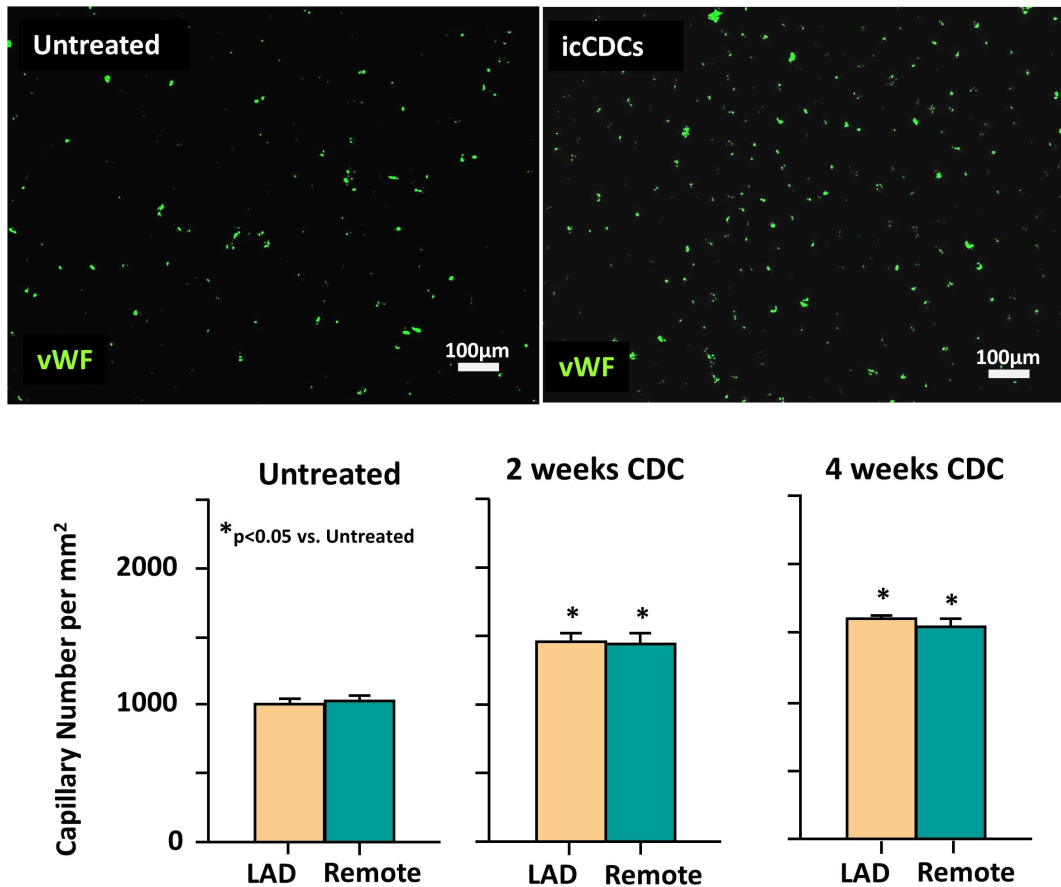 Untreated
icCDCs
vWF
100µm
vWF
100µm
Untreated
2 weeks CDC
4 weeks CDC
*p<0.05 vs. Untreated
Capillary Number per mm²
2000
1000
0
* *
* *
LAD Remote
LAD Remote
LAD Remote